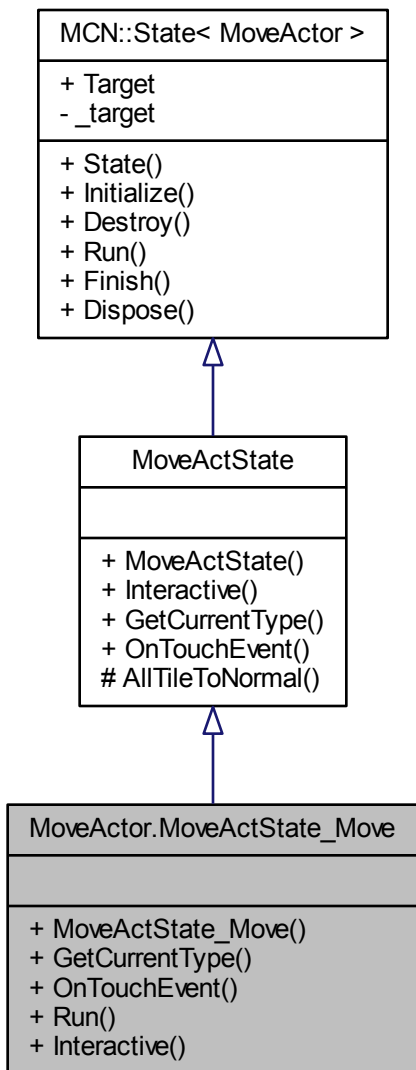 MCN::State< MoveActor >
+ Target
- _target
+ State()
+ Initialize()
+ Destroy()
+ Run()
+ Finish()
+ Dispose()
MoveActState
+ MoveActState()
+ Interactive()
+ GetCurrentType()
+ OnTouchEvent()
# AllTileToNormal()
MoveActor.MoveActState_Move
+ MoveActState_Move()
+ GetCurrentType()
+ OnTouchEvent()
+ Run()
+ Interactive()